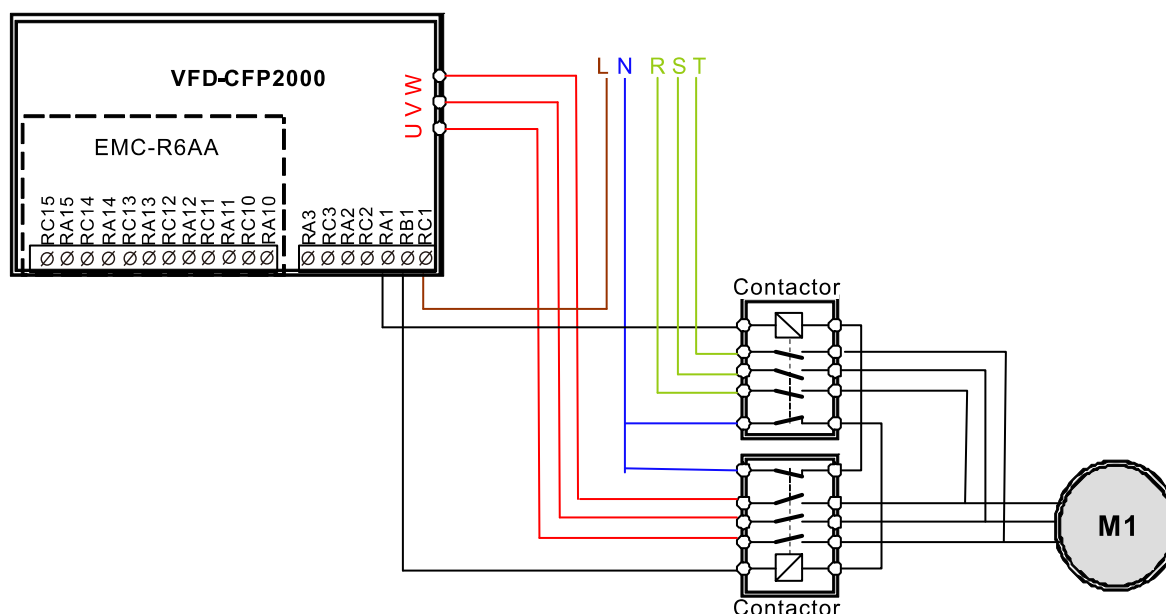 L N R S T
VFD-CFP2000
U V W
EMC-R6AA
RC15
RA15
RC14
RA14
RC13
RA13
RC12
RA12
RC11
RA11
RC10
RA10
RA3
RC3
RA2
RC2
RA1
RB1
RC1
Contactor
M1
Contactor